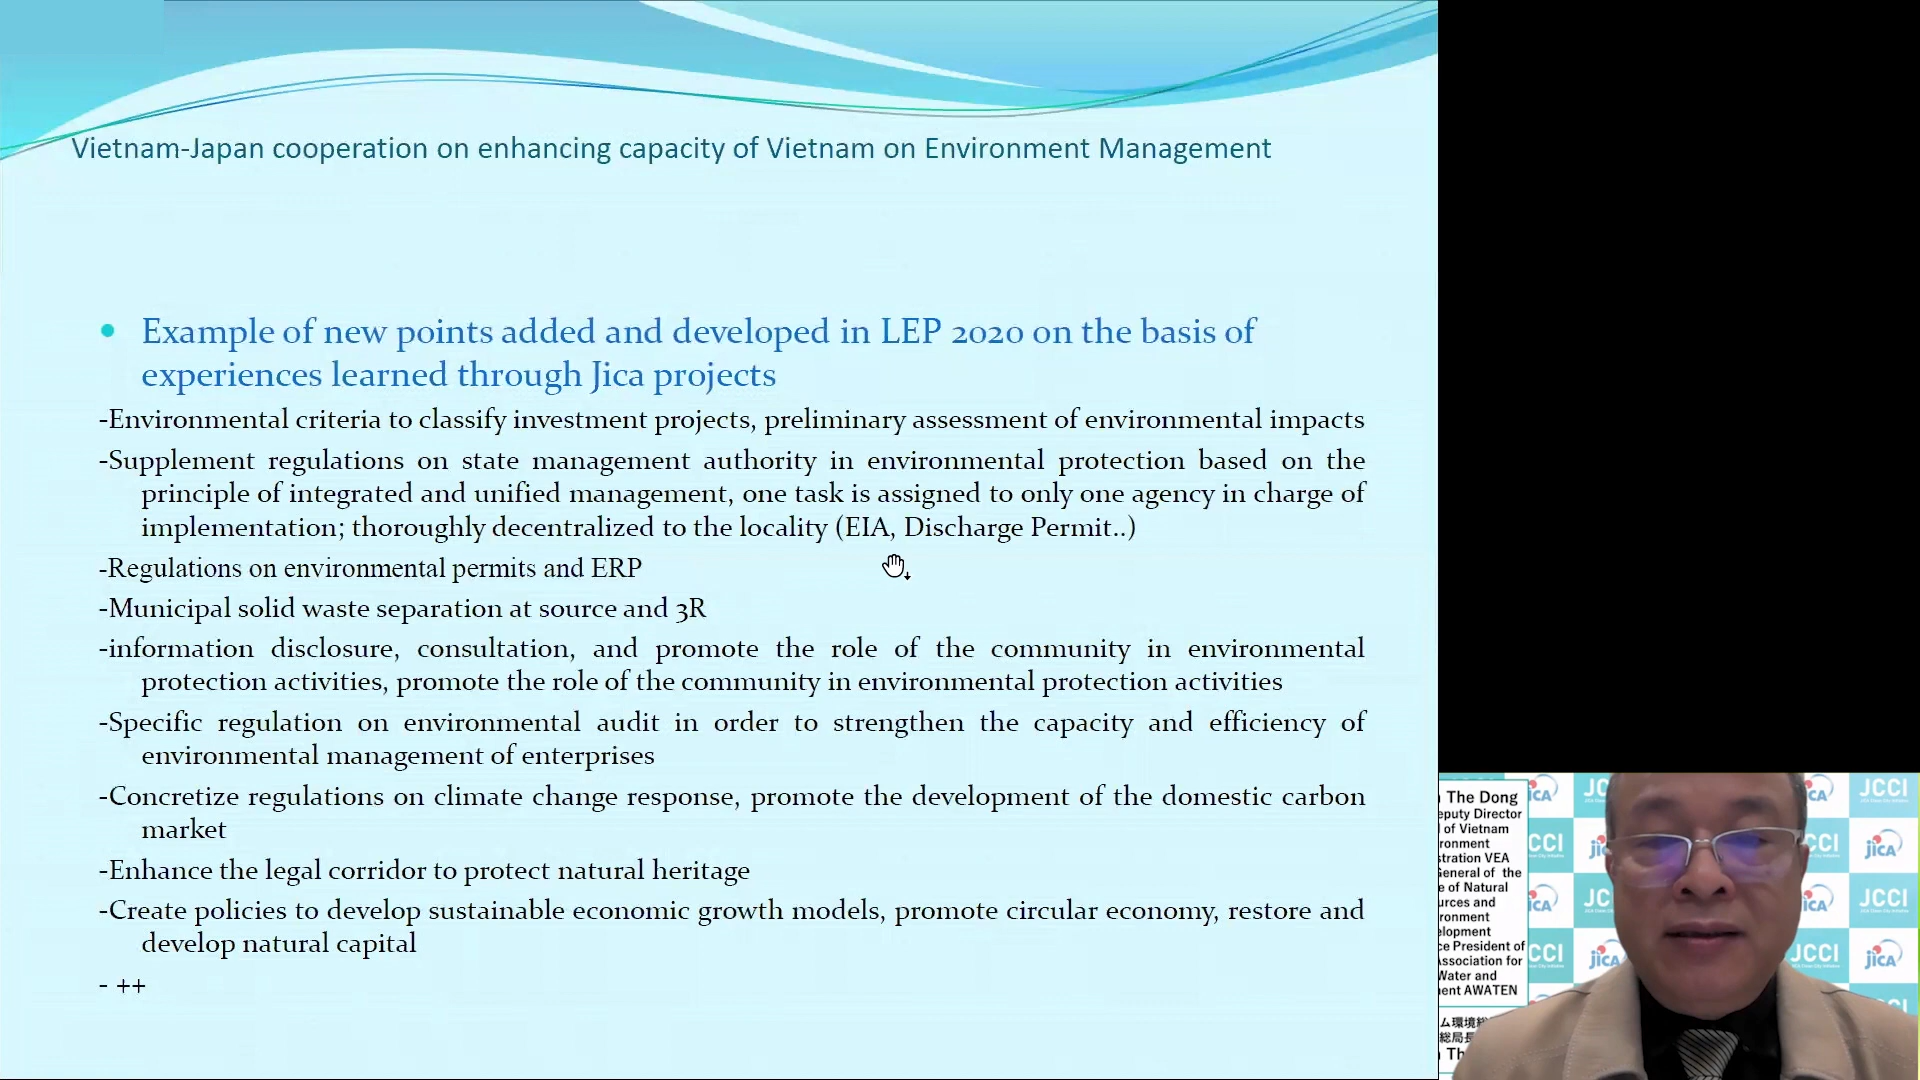 Vietnam-Japan cooperation on enhancing capacity of Vietnam on Environment Management
• Example of new points added and developed in LEP 2020 on the basis of
experiences learned through Jica projects
-Environmental criteria to classify investment projects, preliminary assessment of environmental impacts
-Supplement regulations on state management authority in environmental protection based on the
principle of integrated and unified management, one task is assigned to only one agency in charge of
implementation; thoroughly decentralized to the locality (EIA, Discharge Permit..)
-Regulations on environmental permits and ERP
-Municipal solid waste separation at source and 3R
-information disclosure, consultation, and promote the role of the community in environmental
protection activities, promote the role of the community in environmental protection activities
-Specific regulation on environmental audit in order to strengthen the capacity and efficiency of
environmental management of enterprises
-Concretize regulations on climate change response, promote the development of the domestic carbon
market
-Enhance the legal corridor to protect natural heritage
-Create policies to develop sustainable economic growth models, promote circular economy, restore and
develop natural capital
- ++
The Dong
Director
of Vietnam
VEA
of the
of Natural
and
President of
for
Water and
AWATEN
JCCI
JICA
JCCI
JICA
JCCI
JICA